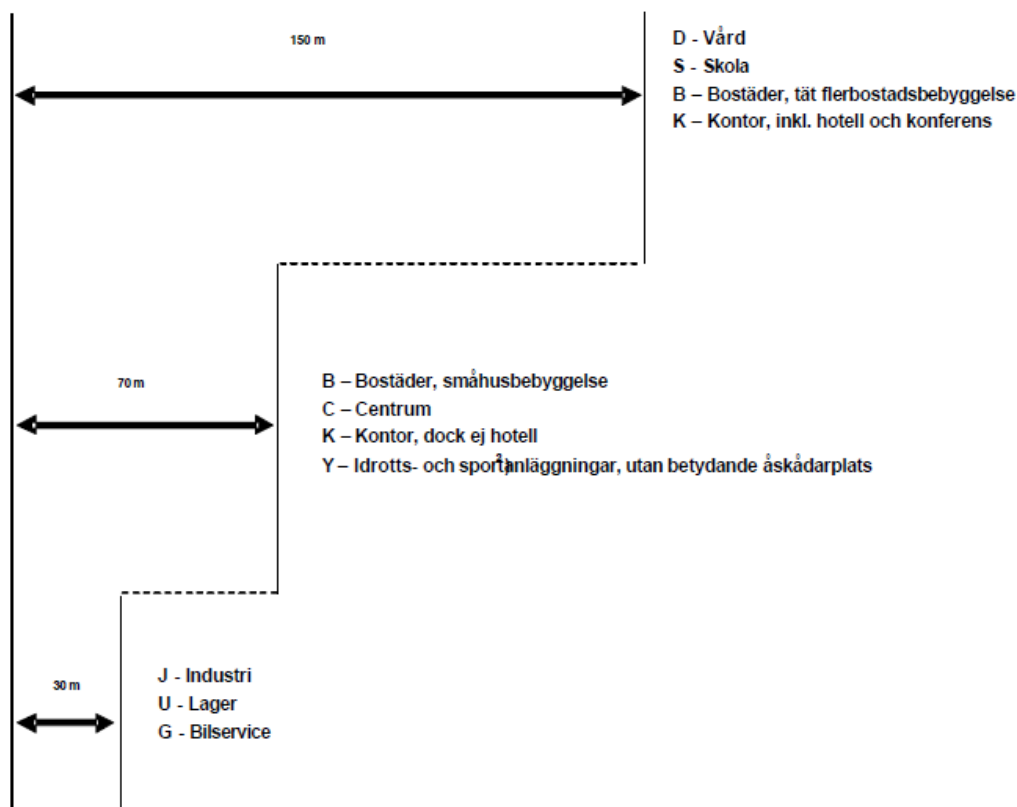 150 m
D - Vård
S - Skola
B – Bostäder, tät flerbostadsbebyggelse
K – Kontor, inkl. hotell och konferens
70 m
B – Bostäder, småhusbebyggelse
C – Centrum
K – Kontor, dock ej hotell
Y – Idrotts- och sportanläggningar, utan betydande åskådarplats
2)
30 m
J - Industri
U - Lager
G - Bilservice